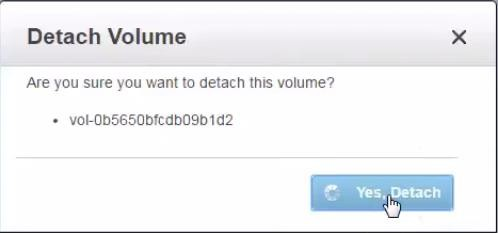 Detach Volume
Are you sure you want to detach this volume?
vol-0b5650bfcdb09b1d2
Yes, Detach